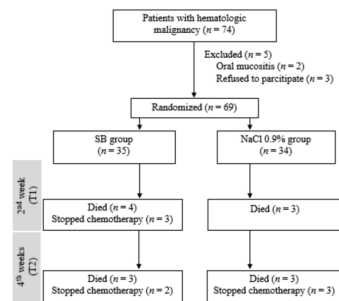 Patients with hematologic
malignancy (n = 74)
Excluded (n = 5)
Oral mucositis (n = 2)
Refused to parcitipate (n = 3)
Randomized (n = 69)
SB group
(n = 35)
NaCl 0.9% group
(n = 34)
2nd week
(T1)
Died (n = 4)
Stopped chemotherapy (n = 3)
Died (n = 3)
4th weeks
(T2)
Died (n = 3)
Stopped chemotherapy (n = 2)
Died (n = 3)
Stopped chemotherapy (n = 3)